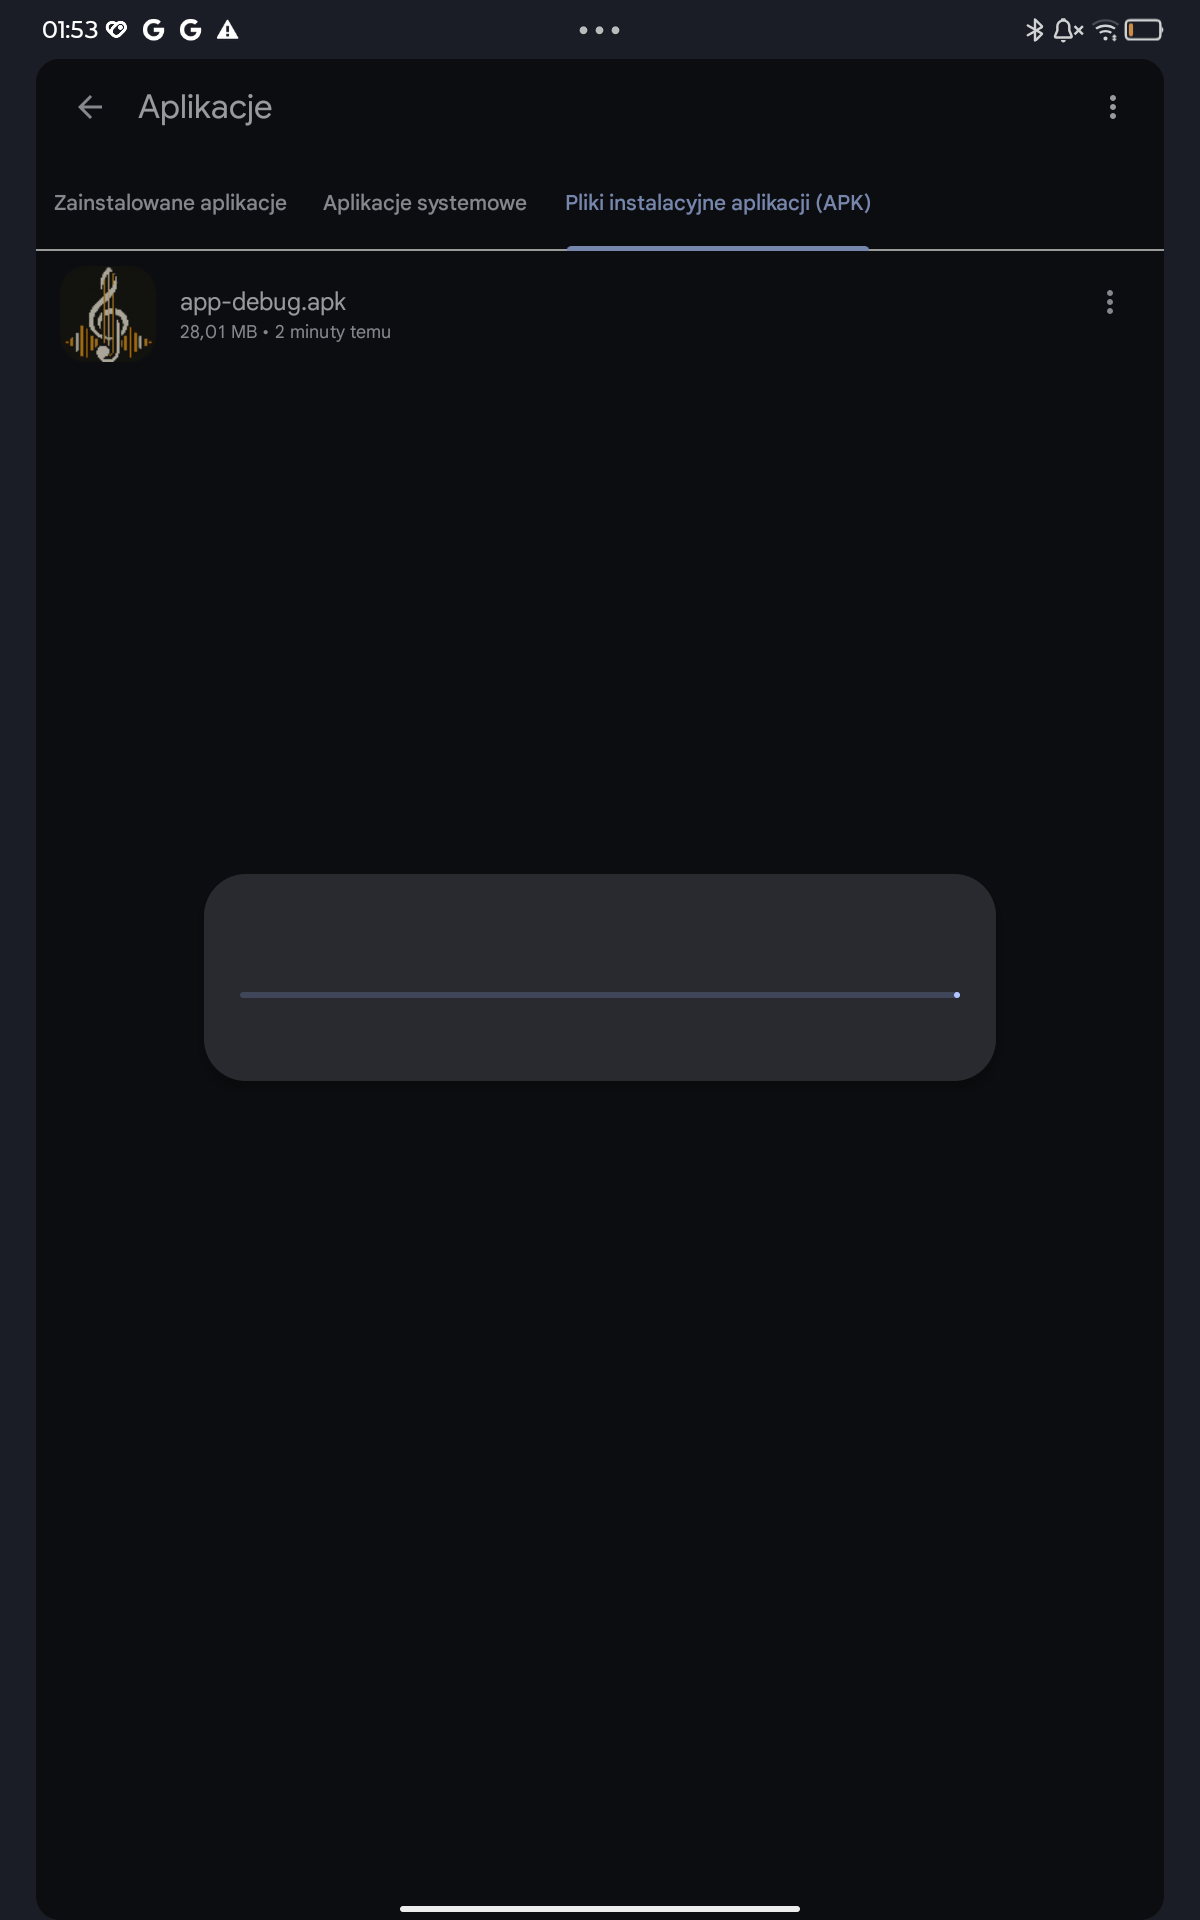 01:53
Aplikacje
Zainstalowane aplikacje
Aplikacje systemowe
Pliki instalacyjne aplikacji (APK)
app-debug.apk
28,01 MB • 2 minuty temu